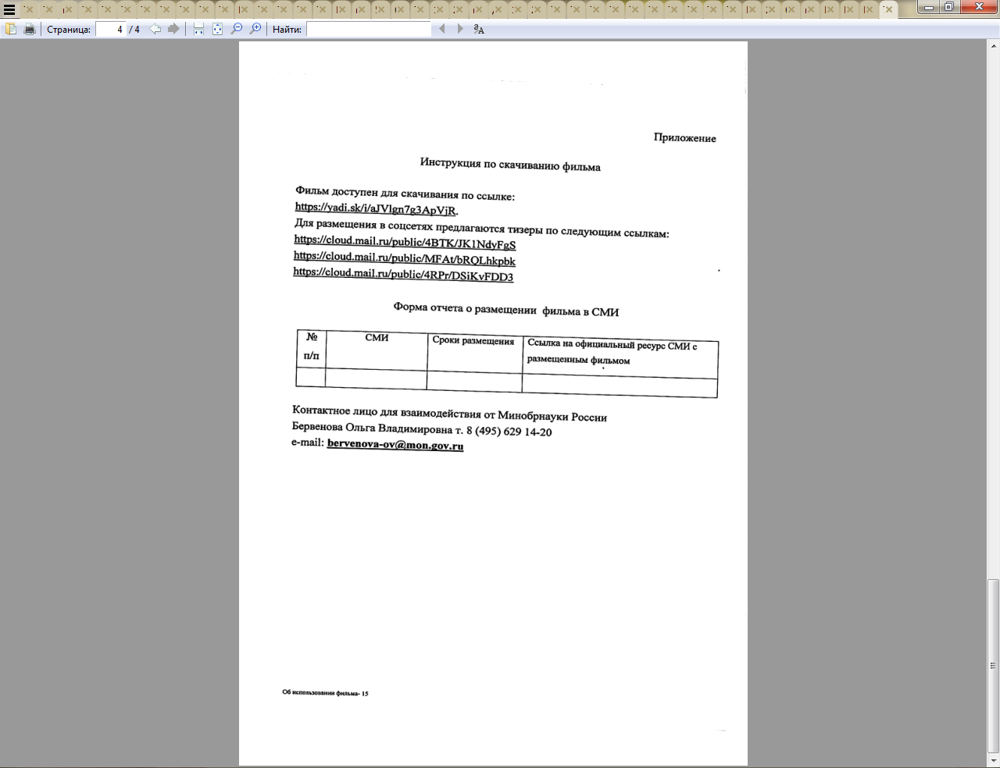 Страница: 4 / 4 Найти:
Приложение
Инструкция по скачиванию фильма
Фильм доступен для скачивания по ссылке:
https://yadi.sk/i/aJVlgn7g3ApVjR.
Для размещения в соцсетях предлагаются тизеры по следующим ссылкам:
https://cloud.mail.ru/public/4BTK/JK1NdyFgS
https://cloud.mail.ru/public/MFAt/bRQLhkpbk
https://cloud.mail.ru/public/4RPr/DSiKvFDD3
Форма отчета о размещении фильма в СМИ
№ п/п
СМИ
Сроки размещения
Ссылка на официальный ресурс СМИ с
размещенным фильмом
Контактное лицо для взаимодействия от Минобрнауки России
Бервенова Ольга Владимировна т. 8 (495) 629 14-20
e-mail: bervenova-ov@mon.gov.ru
Об использовании фильма- 15